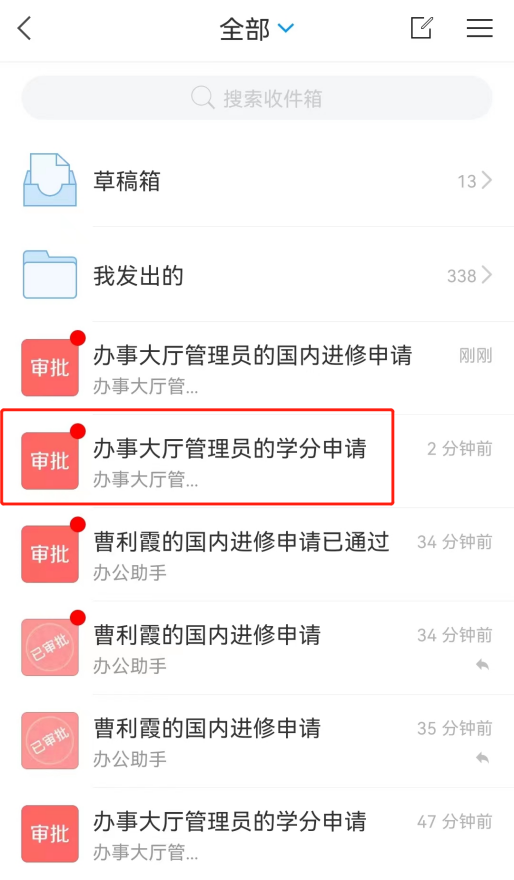 全部
搜索收件箱
草稿箱 13
我发出的 338
审批 办事大厅管理员的国内进修申请 刚刚
办事大厅管...
审批 办事大厅管理员的学分申请 2 分钟前
办事大厅管...
审批 曹利霞的国内进修申请已通过 34 分钟前
办公助手
已审批 曹利霞的国内进修申请 34 分钟前
办公助手
已审批 曹利霞的国内进修申请 35 分钟前
办公助手
审批 办事大厅管理员的学分申请 47 分钟前
办事大厅管...